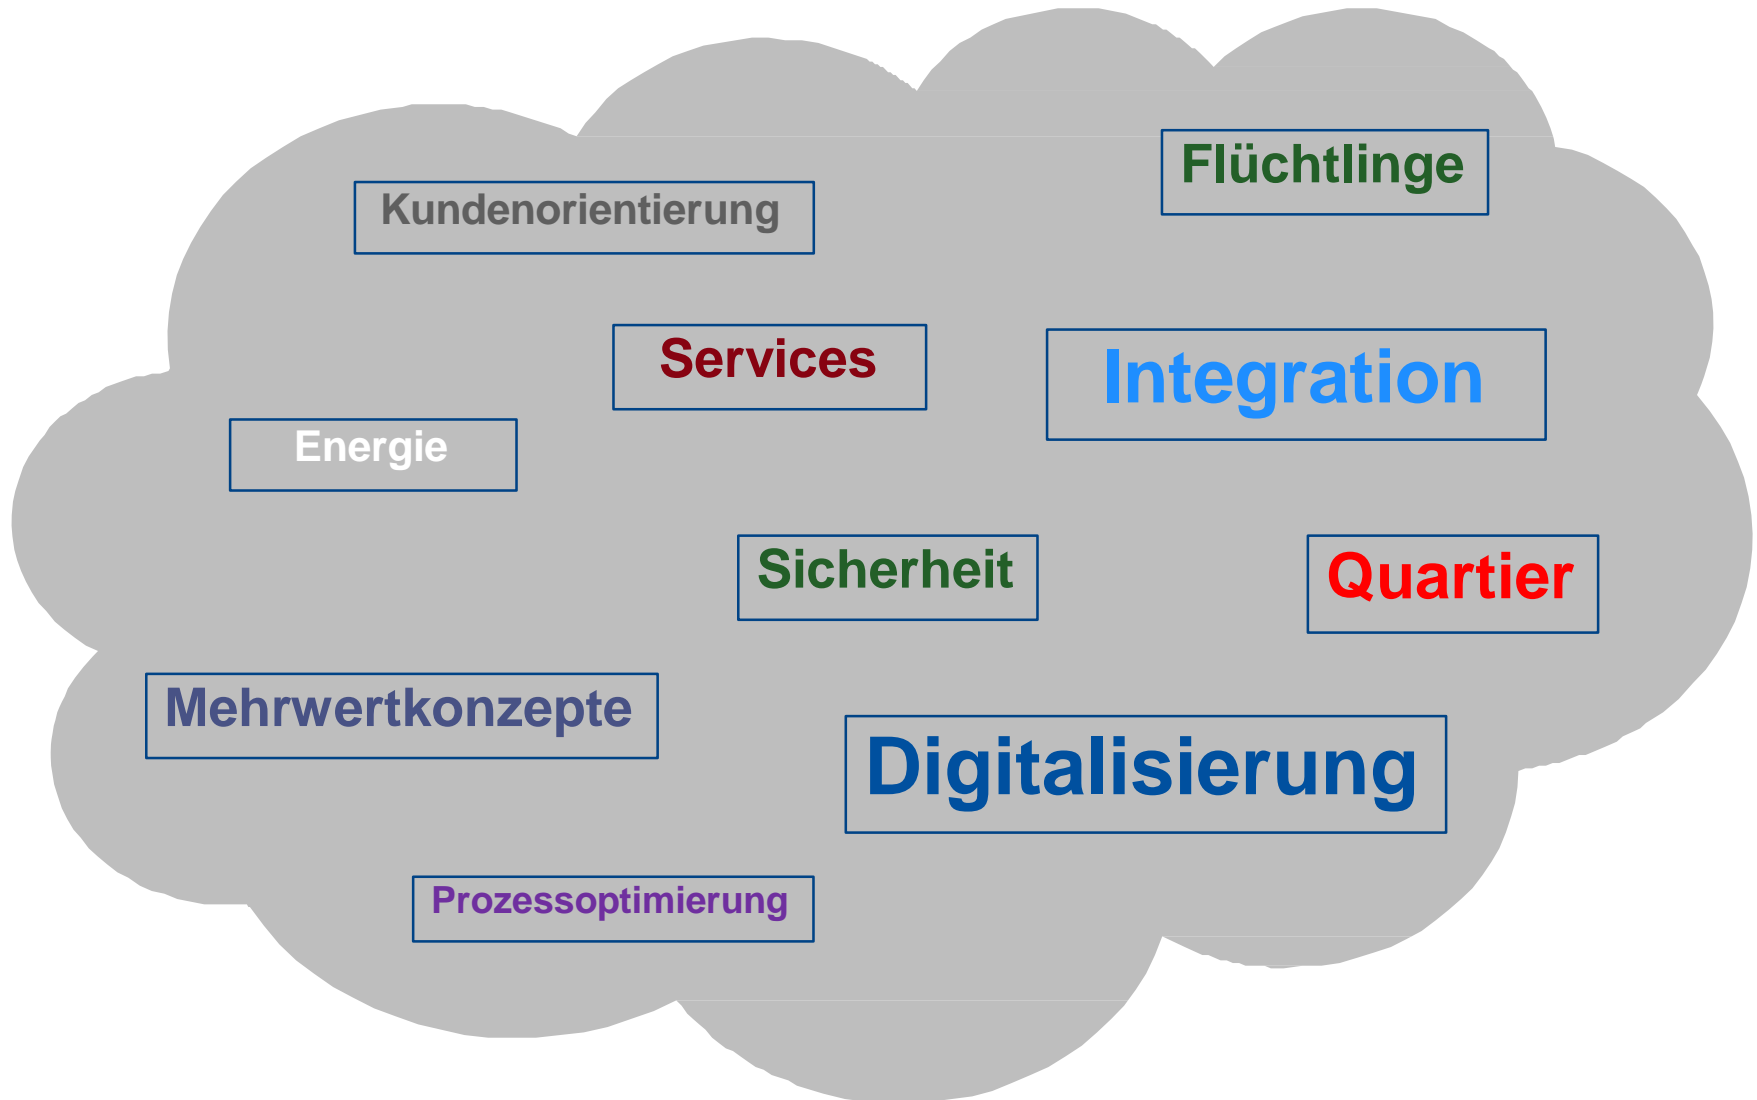 Flüchtlinge
Kundenorientierung
Services
Integration
Energie
Sicherheit
Quartier
Mehrwertkonzepte
Digitalisierung
Prozessoptimierung